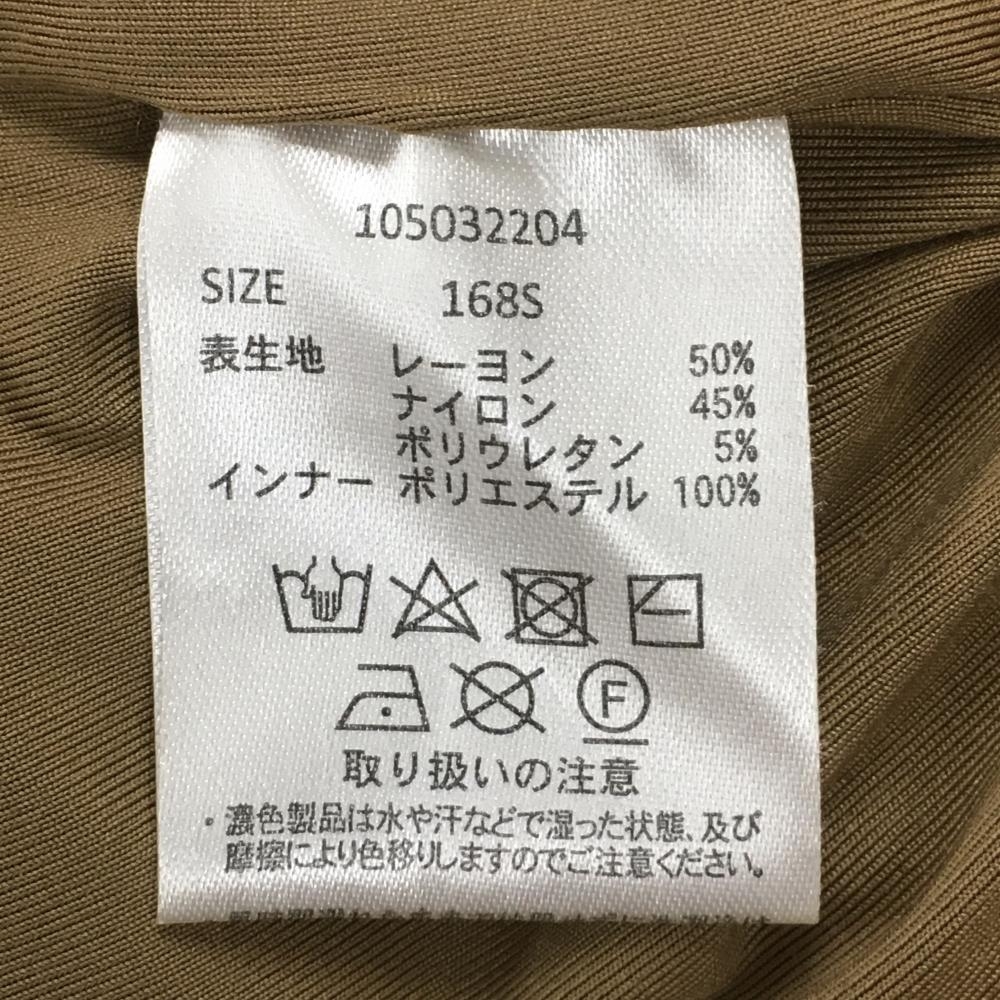 105032204
SIZE 168S
表生地 レーヨン 50%
ナイロン 45%
ポリウレタン 5%
インナー ポリエステル 100%
F
取り扱いの注意
・濃色製品は水や汗などで湿った状態、及び
摩擦により色移りしますのでご注意ください。